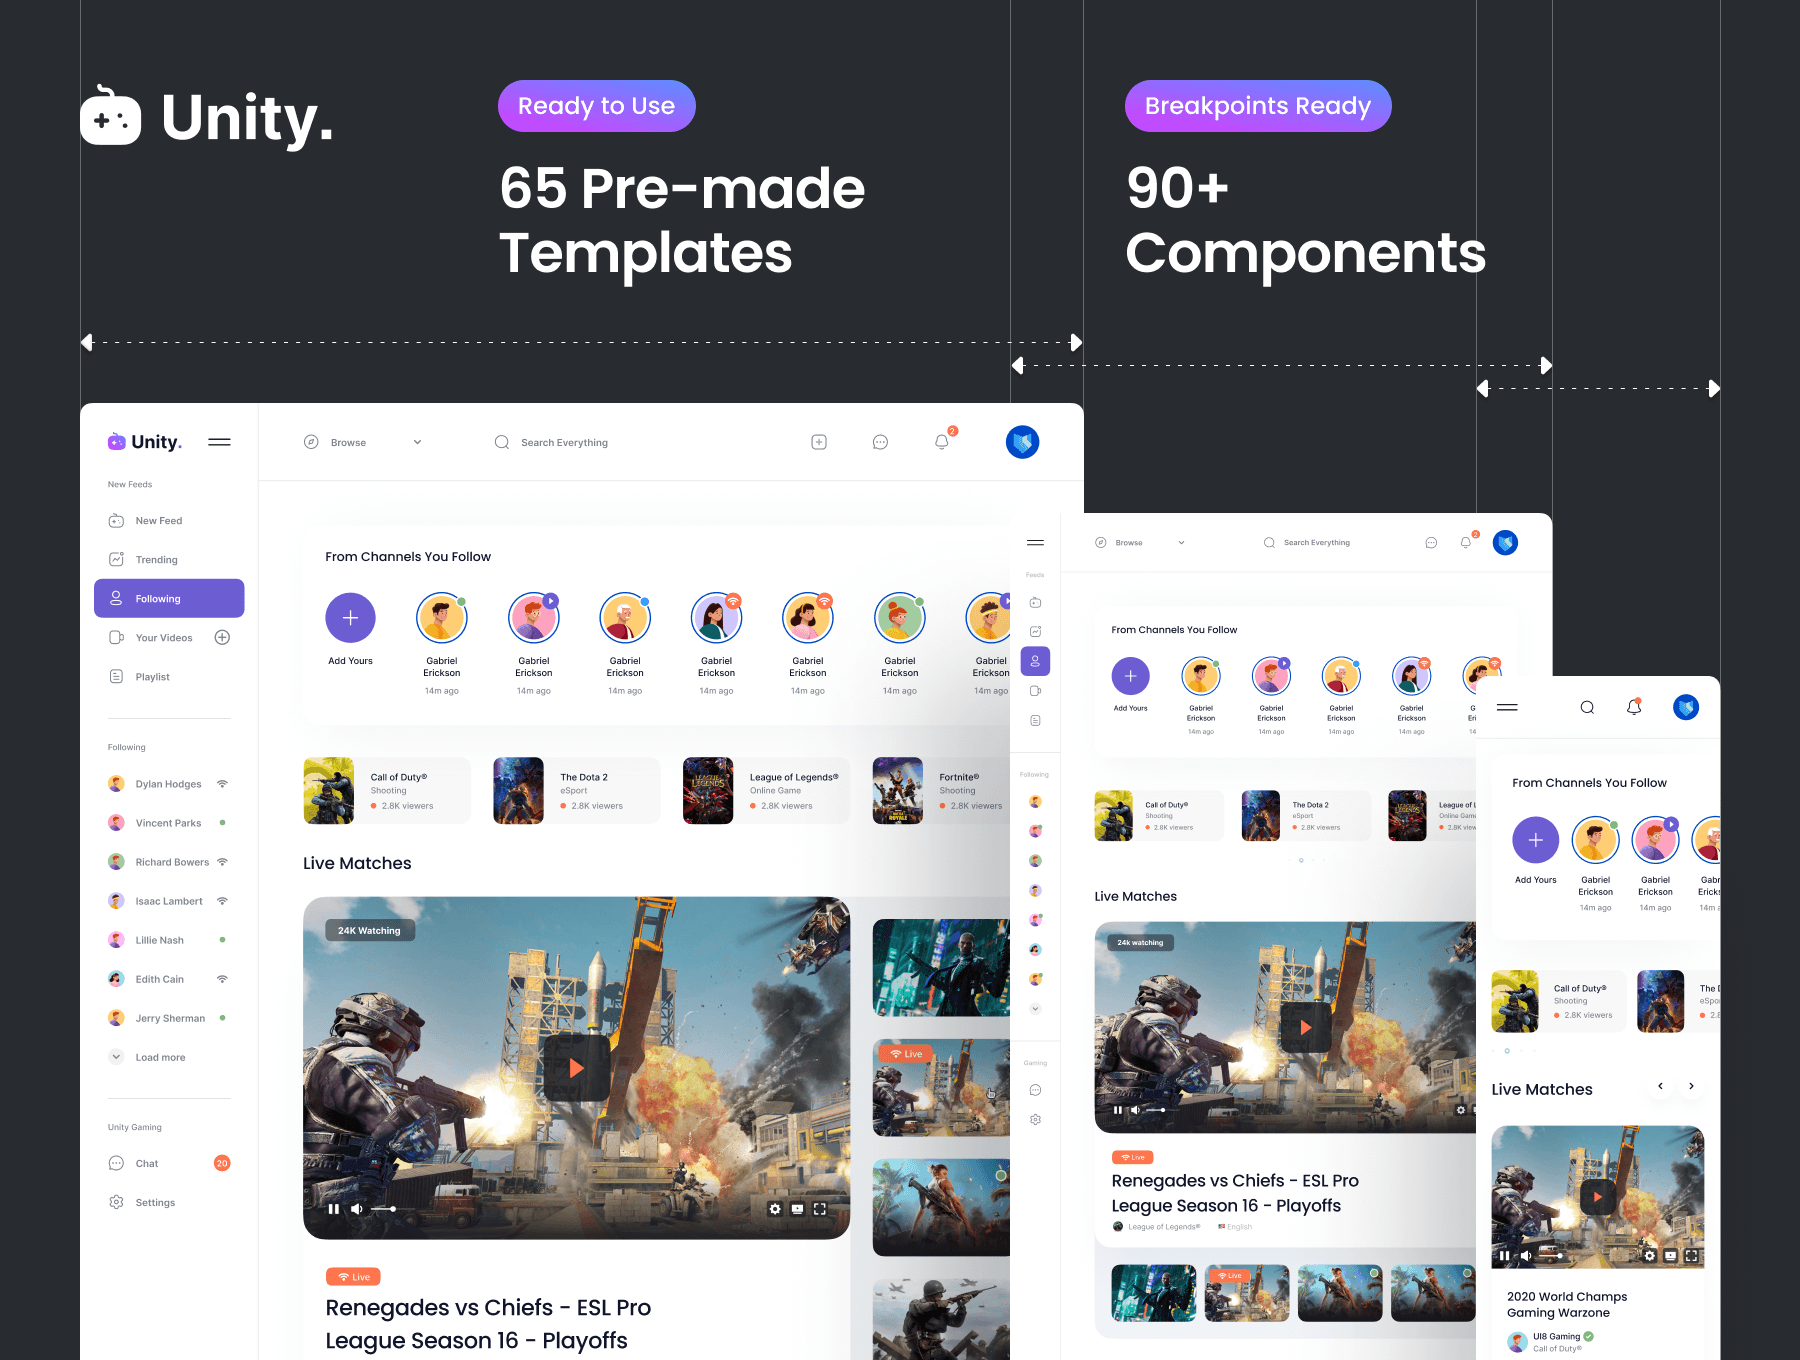 Unity.
Ready to Use
65 Pre-made
Templates
Breakpoints Ready
90+
Components
Unity.
New Feeds
New Feed
Trending
Following
Your Videos
Playlist
Following
Dylan Hodges
Vincent Parks
Richard Bowers
Isaac Lambert
Lillie Nash
Edith Cain
Jerry Sherman
Load more
Unity Gaming
Chat
20
Settings
Browse
Search Everything
2
From Channels You Follow
Add Yours
Gabriel
Erickson
14m ago
Gabriel
Erickson
14m ago
Gabriel
Erickson
14m ago
Gabriel
Erickson
14m ago
Gabriel
Erickson
14m ago
Gabriel
Erickson
14m ago
Gabriel
Erickson
14m ago
Call of Duty®
Shooting
2.8K viewers
The Dota 2
eSport
2.8K viewers
LEAGUE OF
LEGENDS
League of Legends®
Online Game
2.8K viewers
Fortnite®
Shooting
2.8K viewers
Live Matches
24K Watching
Live
Live
Renegades vs Chiefs - ESL Pro
League Season 16 - Playoffs
Feeds
Following
Gaming
Browse
Search Everything
2
From Channels You Follow
Add Yours
Gabriel
Erickson
14m ago
Gabriel
Erickson
14m ago
Gabriel
Erickson
14m ago
Gabriel
Erickson
14m ago
G
Erickson
14m ago
Call of Duty®
Shooting
2.8K viewers
The Dota 2
eSport
2.8K viewers
League of L
Online Game
2.8K view
Live Matches
24k watching
Live
Renegades vs Chiefs - ESL Pro
League Season 16 - Playoffs
League of Legends®
English
Live
From Channels You Follow
Add Yours
Gabriel
Erickson
14m ago
Gabriel
Erickson
14m ago
Gabr
Ericks
14m a
Call of Duty®
Shooting
2.8K viewers
The D
eSpo
2.8
Live Matches
2020 World Champs
Gaming Warzone
UI8 Gaming
Call of Duty®